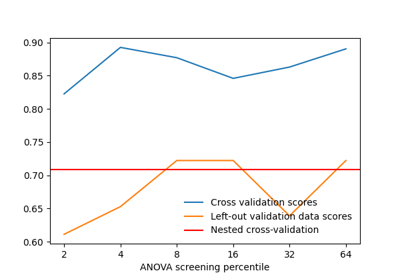 0.90
0.85
0.80
0.75
0.70
0.65
0.60
Cross validation scores
Left-out validation data scores
Nested cross-validation
2 4 8 16 32 64
ANOVA screening percentile